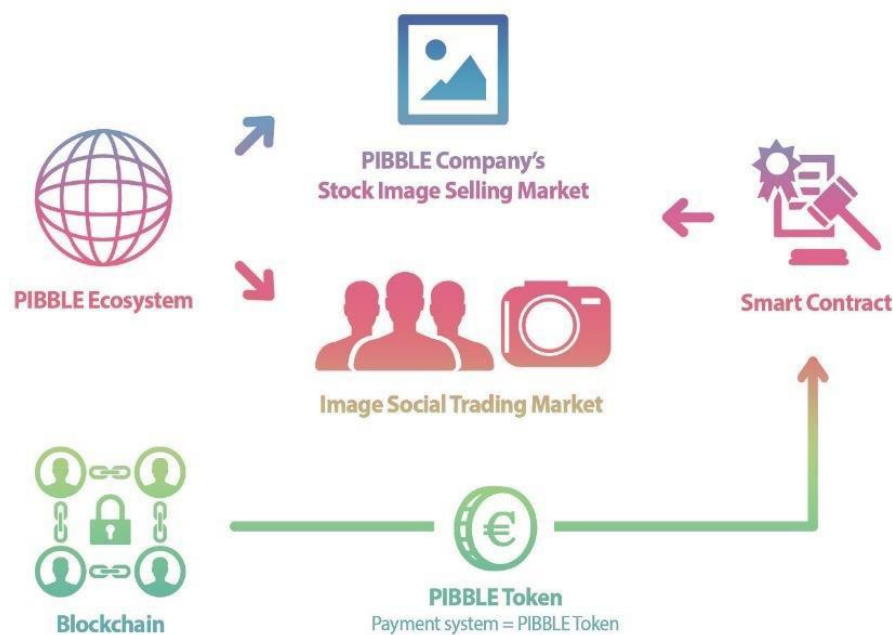 PIBBLE Company's
Stock Image Selling Market
PIBBLE Ecosystem
Smart Contract
Image Social Trading Market
€
PIBBLE Token
Payment system = PIBBLE Token
Blockchain